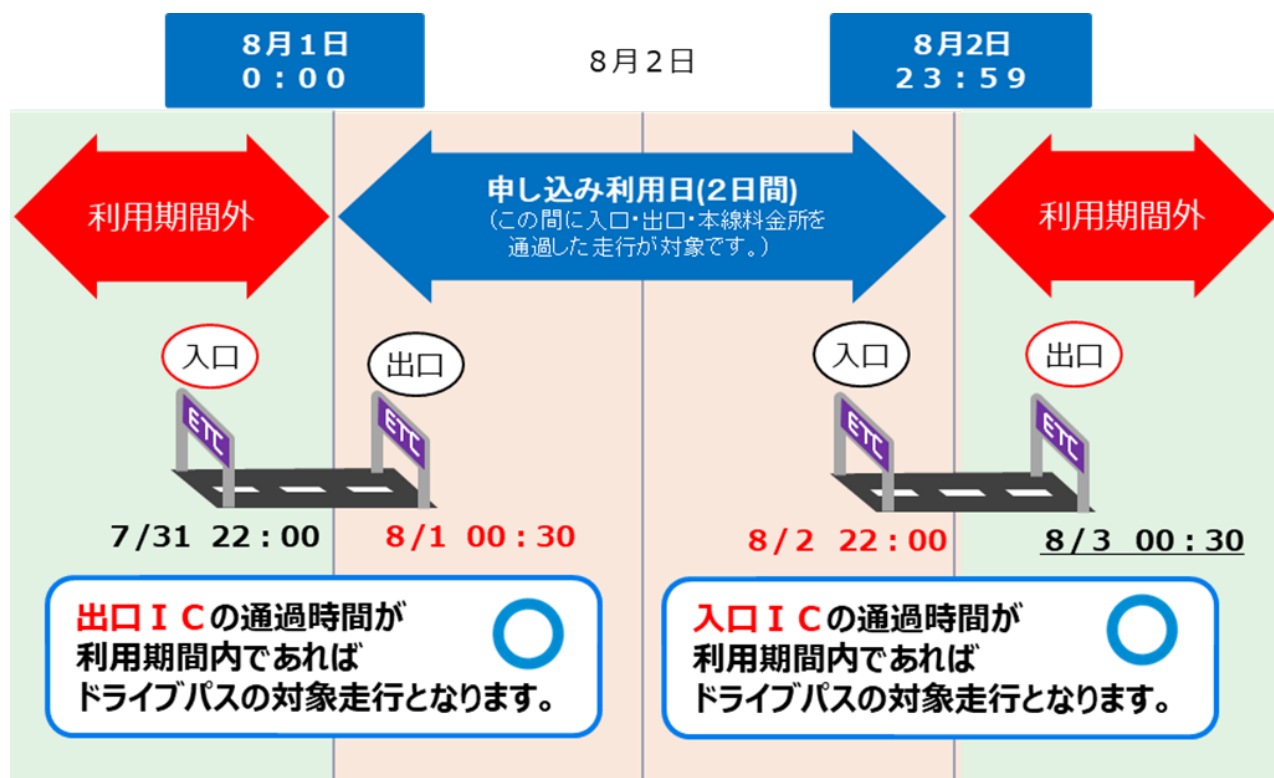 8月1日
0:00
8月2日
8月2日
23:59
利用期間外
申し込み利用日(2日間)
(この間に入口・出口・本線料金所を
通過した走行が対象です。)
利用期間外
入口
出口
入口
出口
ETC
ETC
ETC
ETC
7/31 22:00
8/1 00:30
8/2 22:00
8/3 00:30
出口ICの通過時間が
利用期間内であれば
ドライブパスの対象走行となります。
入口ICの通過時間が
利用期間内であれば
ドライブパスの対象走行となります。